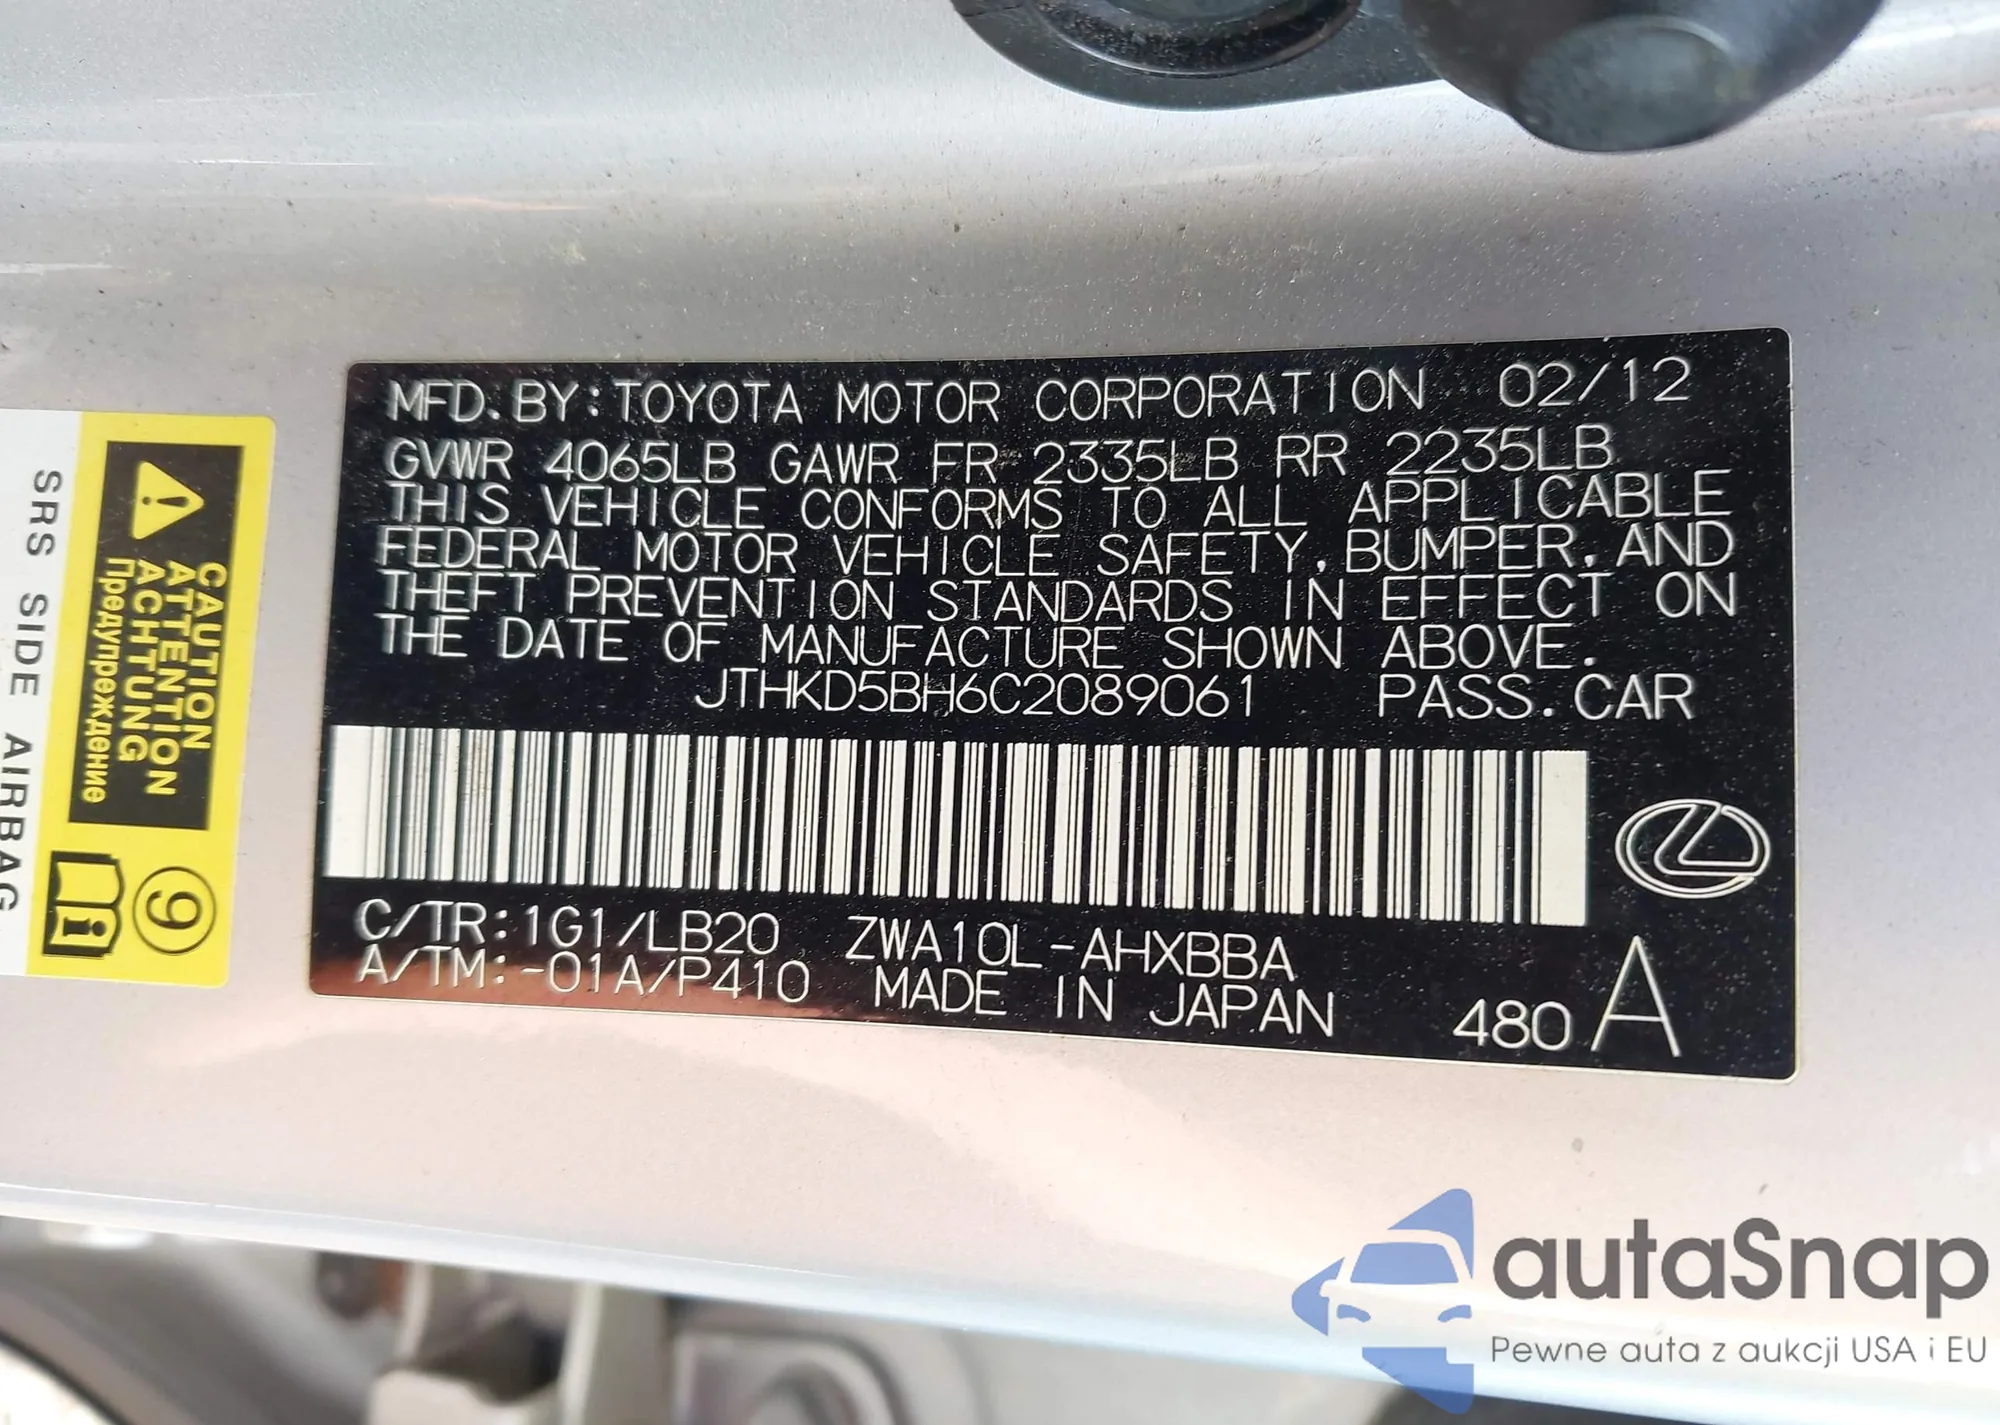 MFD.BY:TOYOTA MOTOR CORPORATION 02/12
GVWR 4065LB GAWR FR 2335LB RR 2235LB
THIS VEHICLE CONFORMS TO ALL APPLICABLE
FEDERAL MOTOR VEHICLE SAFETY,BUMPER,AND
THEFT PREVENTION STANDARDS IN EFFECT ON
THE DATE OF MANUFACTURE SHOWN ABOVE.
JTHKD5BH6C2089061 PASS.CAR
C/TR:1G1/LB20 ZWA10L-AHXBBA
A/TM:-01A/P410 MADE IN JAPAN 480 A
CAUTION
ATTENTION
ACHTUNG
Предупреждение
9
SRS SIDE AIRBAG
autaSnap
Pewne auta z aukcji USA i EU